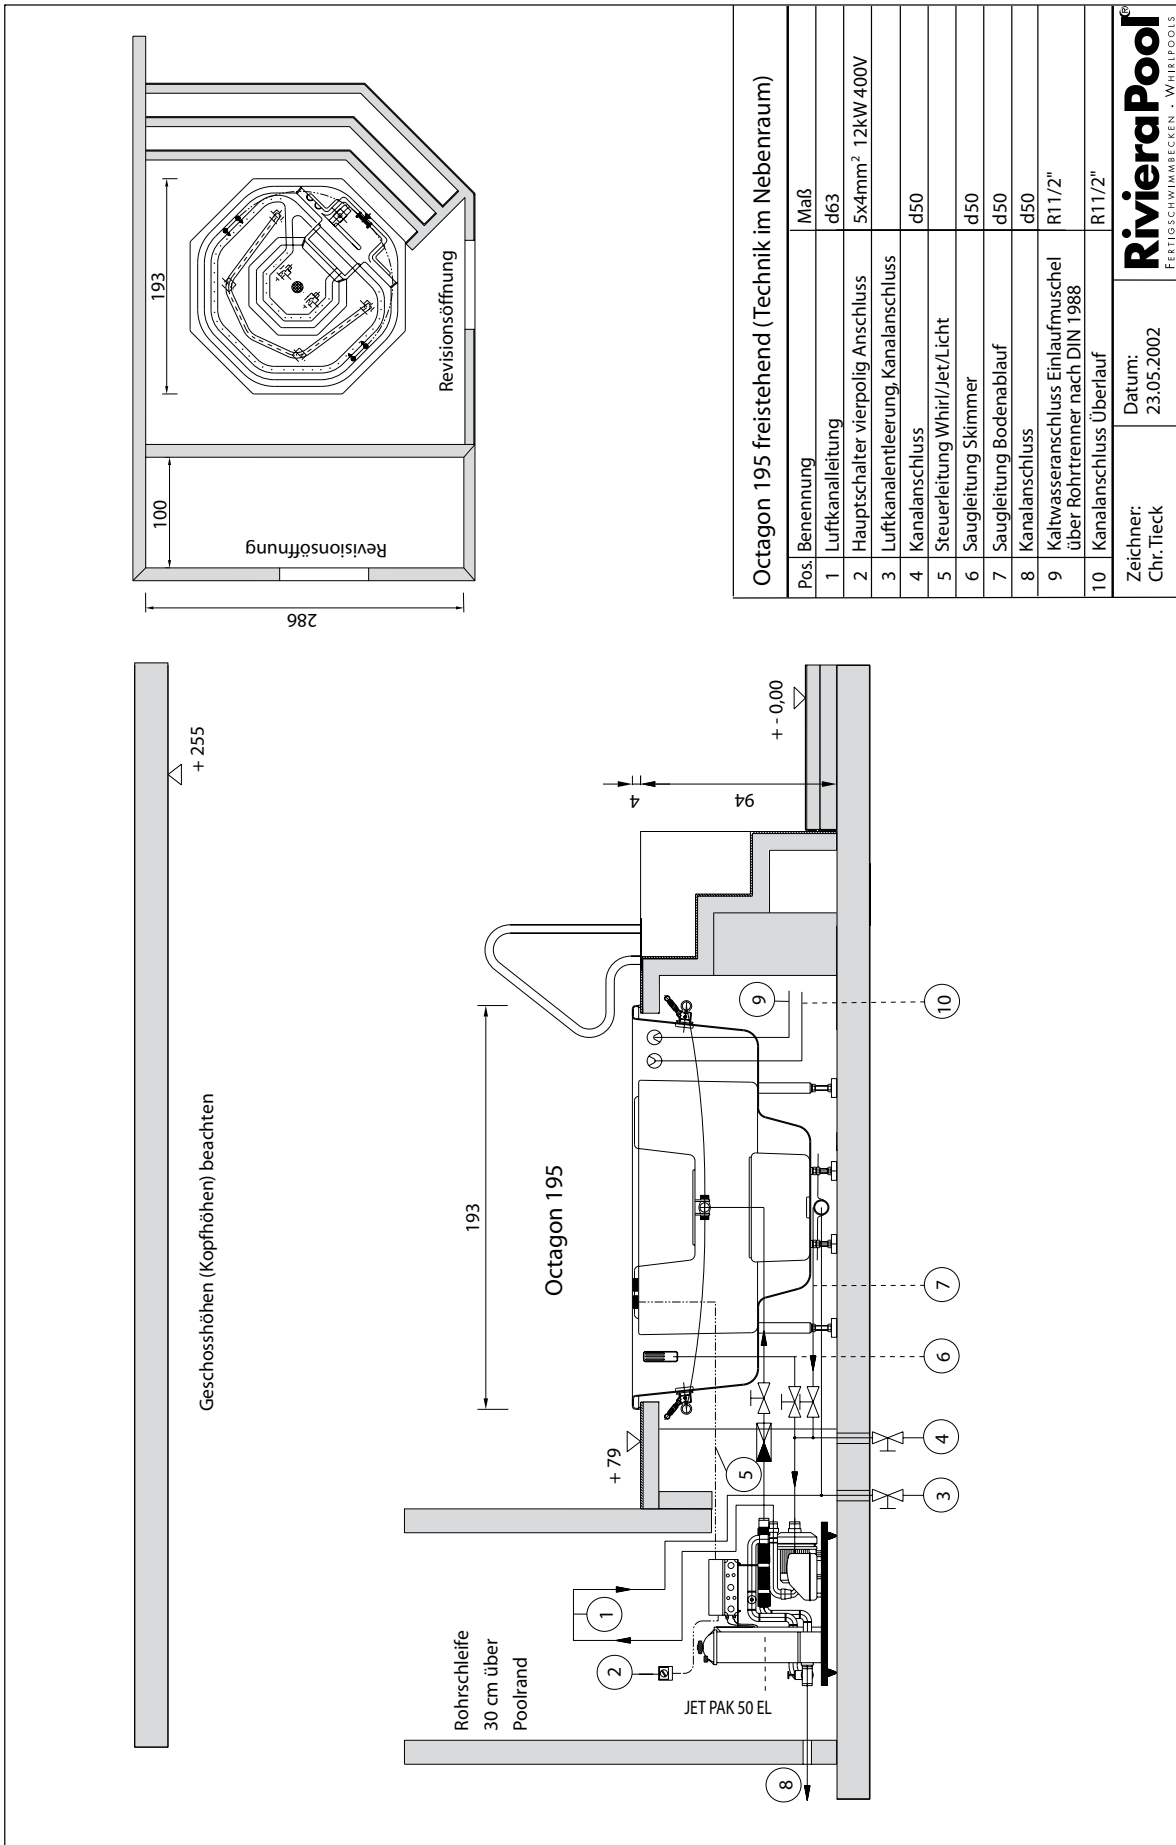 Geschosshöhen (Kopfhöhen) beachten
+ 255
193
Revisionsöffnung
100
Revisionsöffnung
286
Rohrschleife
30 cm über
Poolrand
193
Octagon 195
+ 79
4
94
+ - 0,00
JET PAK 50 EL
1
2
3
4
5
6
7
8
9
10
Octagon 195 freistehend (Technik im Nebenraum)
Pos. Benennung Maß
1 Luftkanalleitung d63
2 Hauptschalter vierpolig Anschluss 5x4mm² 12kW 400V
3 Luftkanalentleerung, Kanalanschluss
4 Kanalanschluss d50
5 Steuerleitung Whirl/Jet/Licht
6 Saugleitung Skimmer d50
7 Saugleitung Bodenablauf d50
8 Kanalanschluss d50
9 Kaltwasseranschluss Einlaufmuschel R11/2"
über Rohrtrenner nach DIN 1988
10 Kanalanschluss Überlauf R11/2"
Zeichner:
Chr. Tieck
Datum:
23.05.2002
RivieraPool®
FERTIGSCHWIMMBECKEN · WHIRLPOOLS